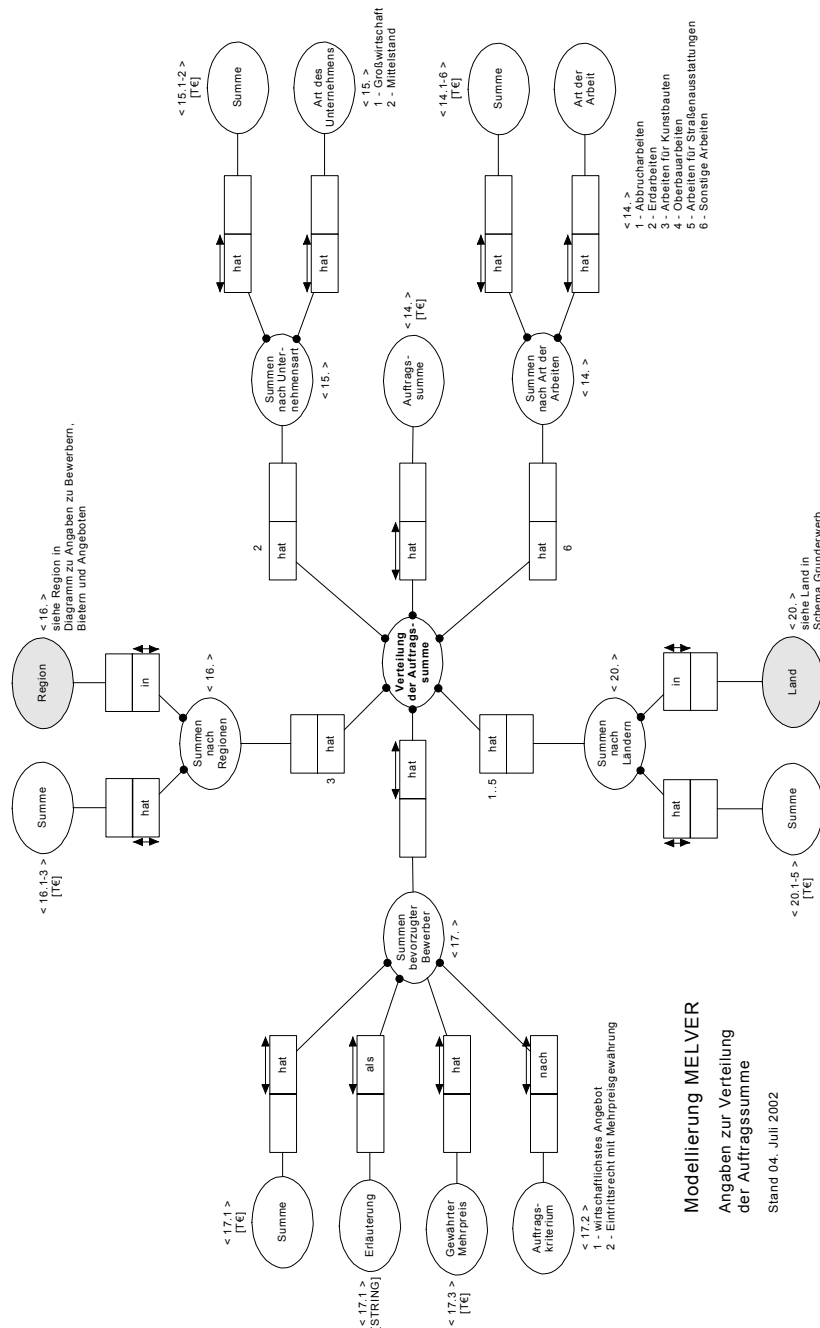 < 15.1-2 >
[T€]
Summe
Art des
Unternehmens
< 15. >
1 - Großwirtschaft
2 - Mittelstand
hat
hat
Summen
nach Unter-
nehmensart
< 15. >
2
hat
< 14.1-6 >
[T€]
Summe
Art der
Arbeit
< 14. >
1 - Abbrucharbeiten
2 - Erdarbeiten
3 - Arbeiten für Kunstbauten
4 - Oberbauarbeiten
5 - Arbeiten für Straßenausstattungen
6 - Sonstige Arbeiten
hat
hat
Summen
nach Art der
Arbeiten
< 14. >
6
hat
< 14. >
[T€]
Auftrags-
summe
hat
Verteilung
der Auftrags-
summe
< 16. >
siehe Region in
Diagramm zu Angaben zu Bewerbern,
Bietern und Angeboten
Region
in
< 16.1-3 >
[T€]
Summe
hat
Summen
nach
Regionen
< 16. >
3
hat
1..5
hat
Summen
nach
Ländern
< 20. >
in
Land
< 20. >
siehe Land in
Schema Grunderwerb
hat
Summe
< 20.1-5 >
[T€]
hat
Summen
bevorzugter
Bewerber
< 17. >
hat
als
hat
nach
< 17.1 >
[T€]
Summe
Erläuterung
< 17.1 >
[STRING]
Gewährter
Mehrpreis
< 17.3 >
[T€]
Auftrags-
kriterium
< 17.2 >
1 - wirtschaftlichstes Angebot
2 - Eintrittsrecht mit Mehrpreisgewährung
Modellierung MELVER
Angaben zur Verteilung
der Auftragssumme
Stand 04. Juli 2002